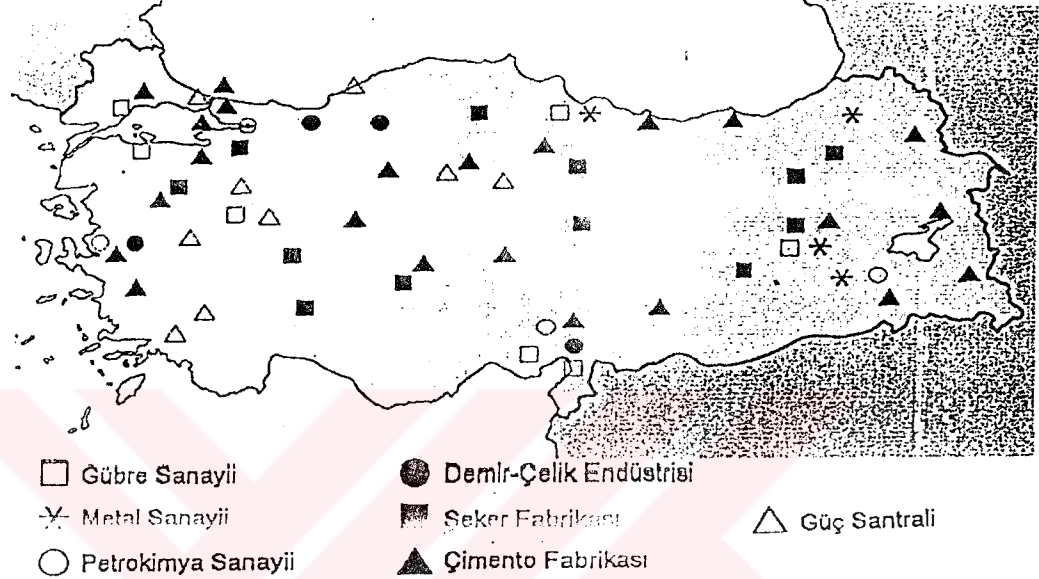 Gübre Sanayii
Metal Sanayii
Petrokimya Sanayii
Demir-Çelik Endüstrisi
Şeker Fabrikası
Çimento Fabrikası
Güç Santrali